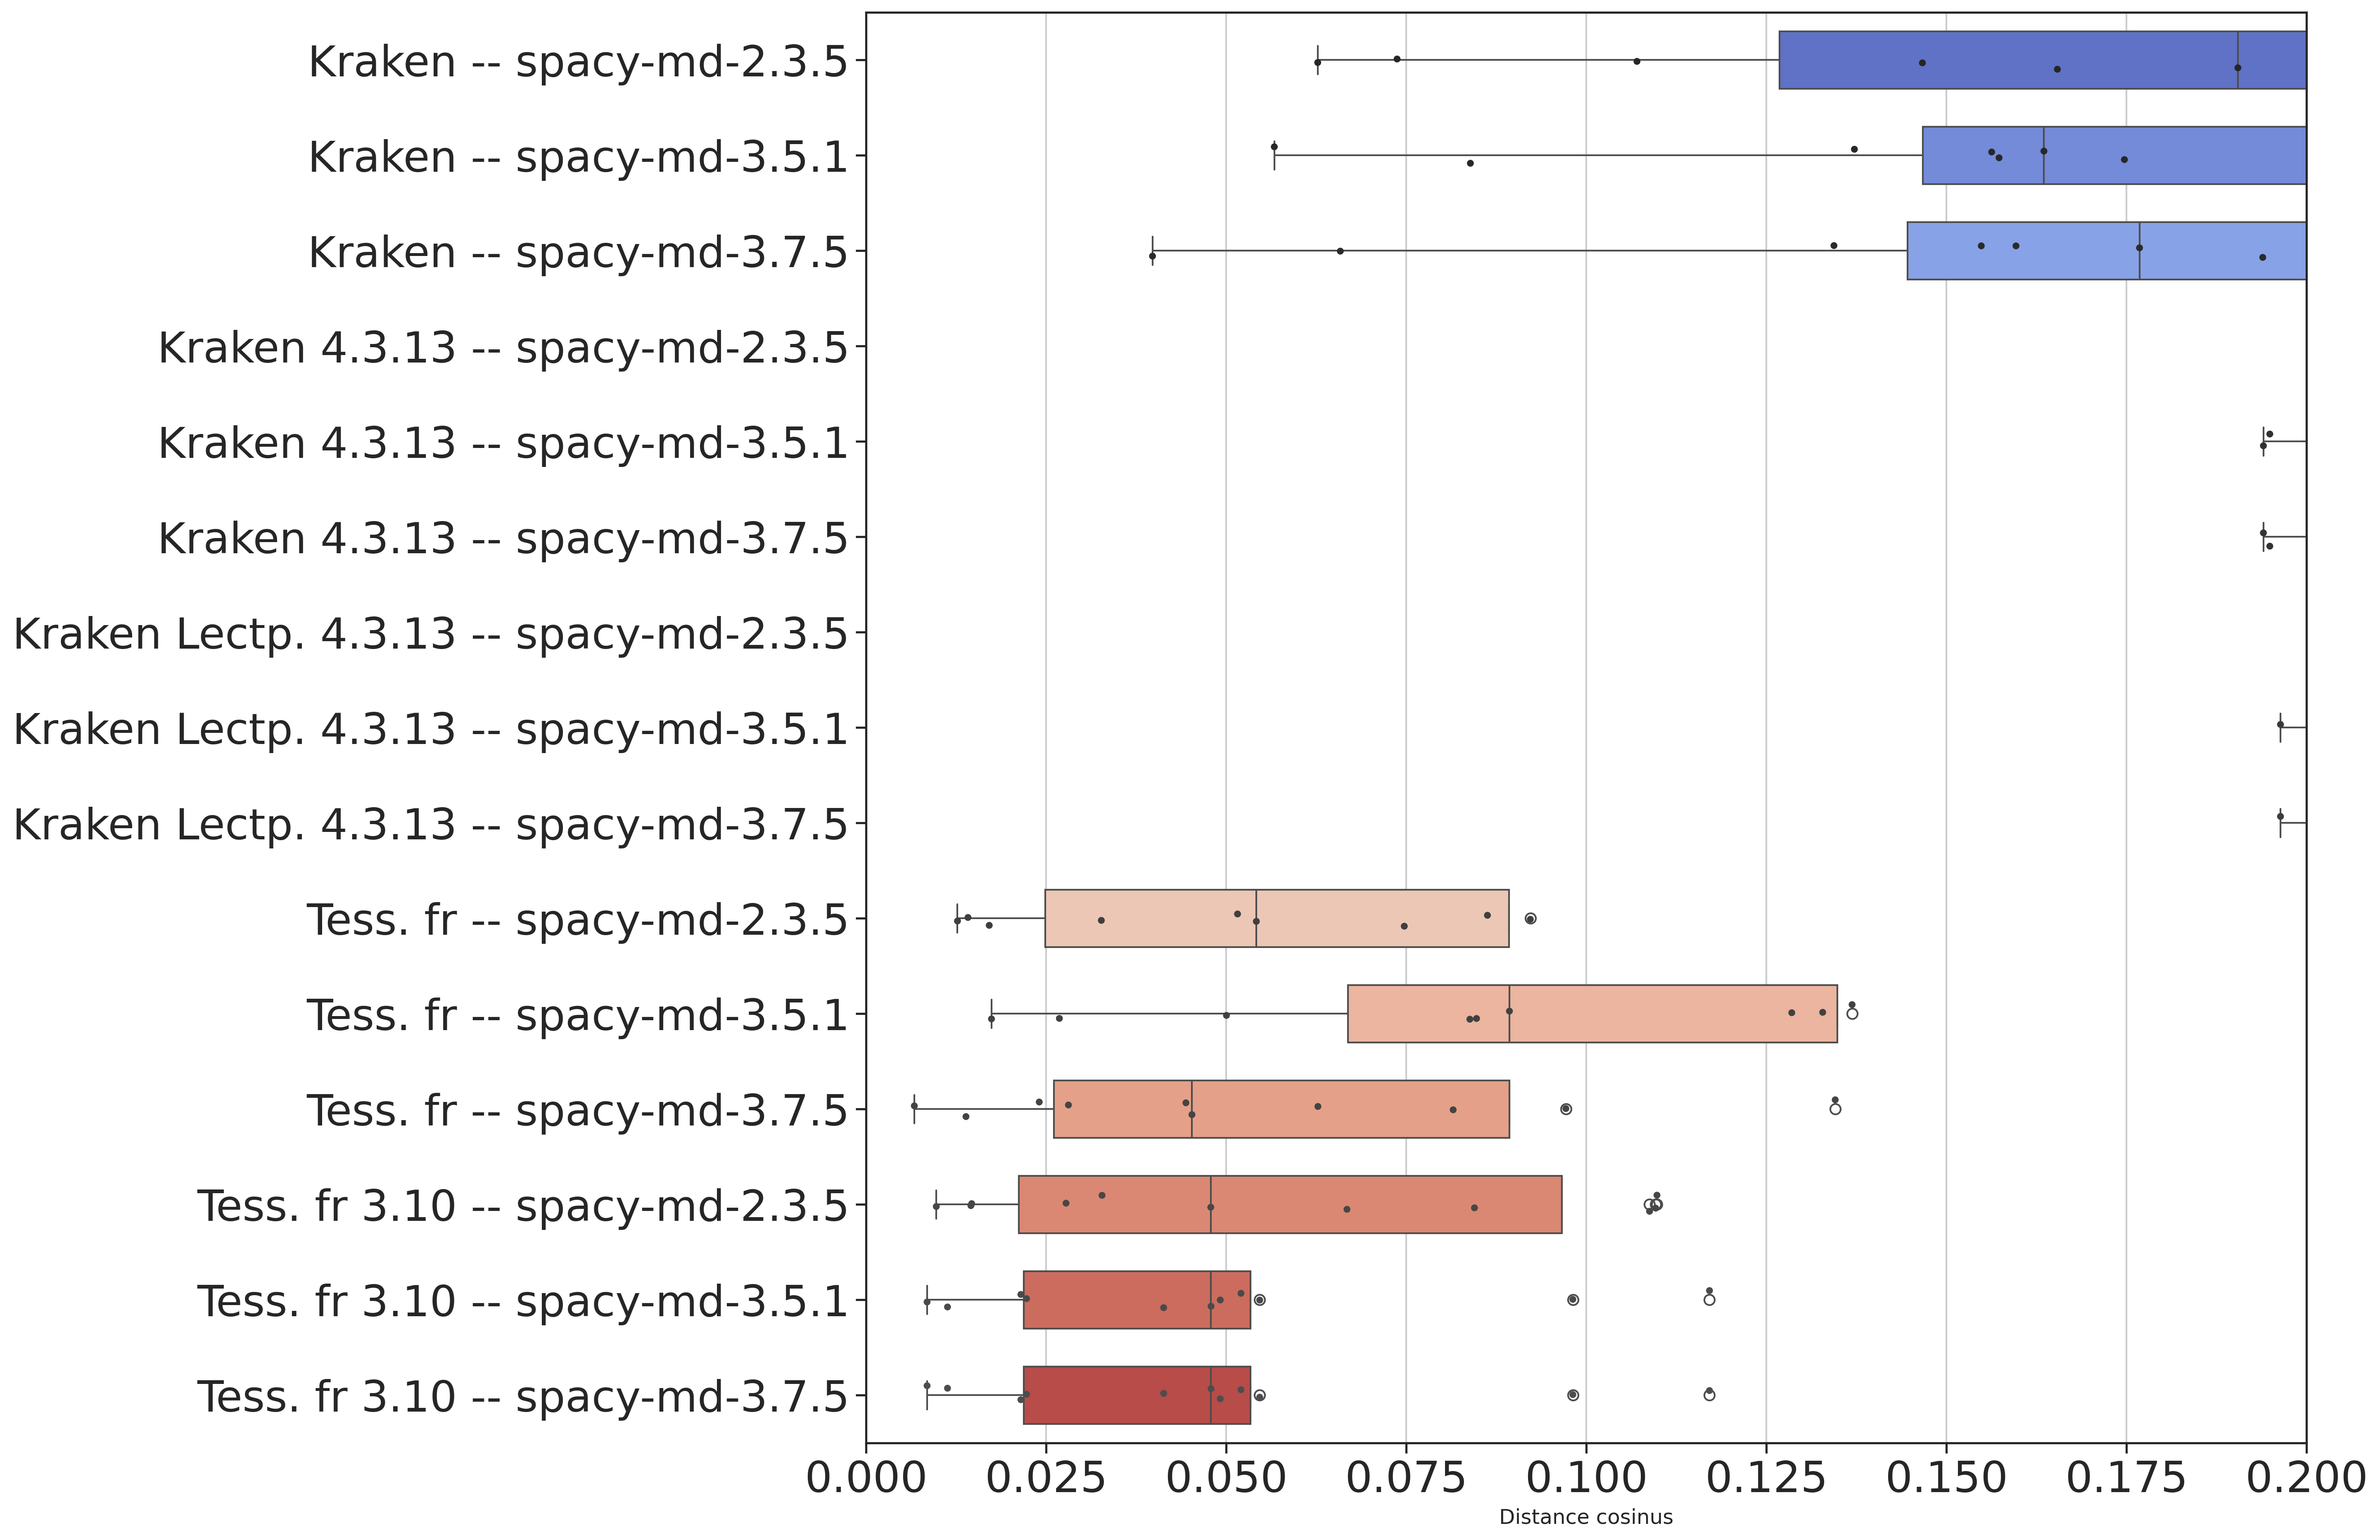 Kraken -- spacy-md-2.3.5
Kraken -- spacy-md-3.5.1
Kraken -- spacy-md-3.7.5
Kraken 4.3.13 -- spacy-md-2.3.5
Kraken 4.3.13 -- spacy-md-3.5.1
Kraken 4.3.13 -- spacy-md-3.7.5
Kraken Lectp. 4.3.13 -- spacy-md-2.3.5
Kraken Lectp. 4.3.13 -- spacy-md-3.5.1
Kraken Lectp. 4.3.13 -- spacy-md-3.7.5
Tess. fr -- spacy-md-2.3.5
Tess. fr -- spacy-md-3.5.1
Tess. fr -- spacy-md-3.7.5
Tess. fr 3.10 -- spacy-md-2.3.5
Tess. fr 3.10 -- spacy-md-3.5.1
Tess. fr 3.10 -- spacy-md-3.7.5
0.000 0.025 0.050 0.075 0.100 0.125 0.150 0.175 0.200
Distance cosinus